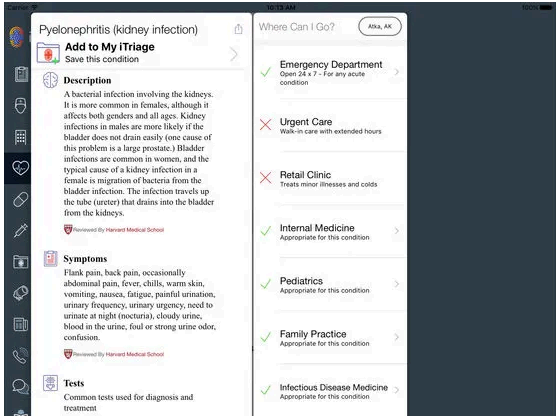 Carrier
10:13 AM
100%
Pyelonephritis (kidney infection)
Add to My iTriage
Save this condition
Description
A bacterial infection involving the kidneys.
It is more common in females, although it
affects both genders and all ages. Kidney
infections in males are more likely if the
bladder does not drain easily (one cause of
this problem is a large prostate.) Bladder
infections are common in women, and the
typical cause of a kidney infection in a
female is migration of bacteria from the
bladder infection. The infection travels up
the tube (ureter) that drains into the bladder
from the kidneys.
Reviewed By Harvard Medical School
Symptoms
Flank pain, back pain, occasionally
abdominal pain, fever, chills, warm skin,
vomiting, nausea, fatigue, painful urination,
urinary frequency, urinary urgency, need to
urinate at night (nocturia), cloudy urine,
blood in the urine, foul or strong urine odor,
confusion.
Reviewed By Harvard Medical School
Tests
Common tests used for diagnosis and
treatment
Where Can I Go?
Atka, AK
Emergency Department
Open 24 x 7 - For any acute
condition
Urgent Care
Walk-in care with extended hours
Retail Clinic
Treats minor illnesses and colds
Internal Medicine
Appropriate for this condition
Pediatrics
Appropriate for this condition
Family Practice
Appropriate for this condition
Infectious Disease Medicine
Appropriate for this condition